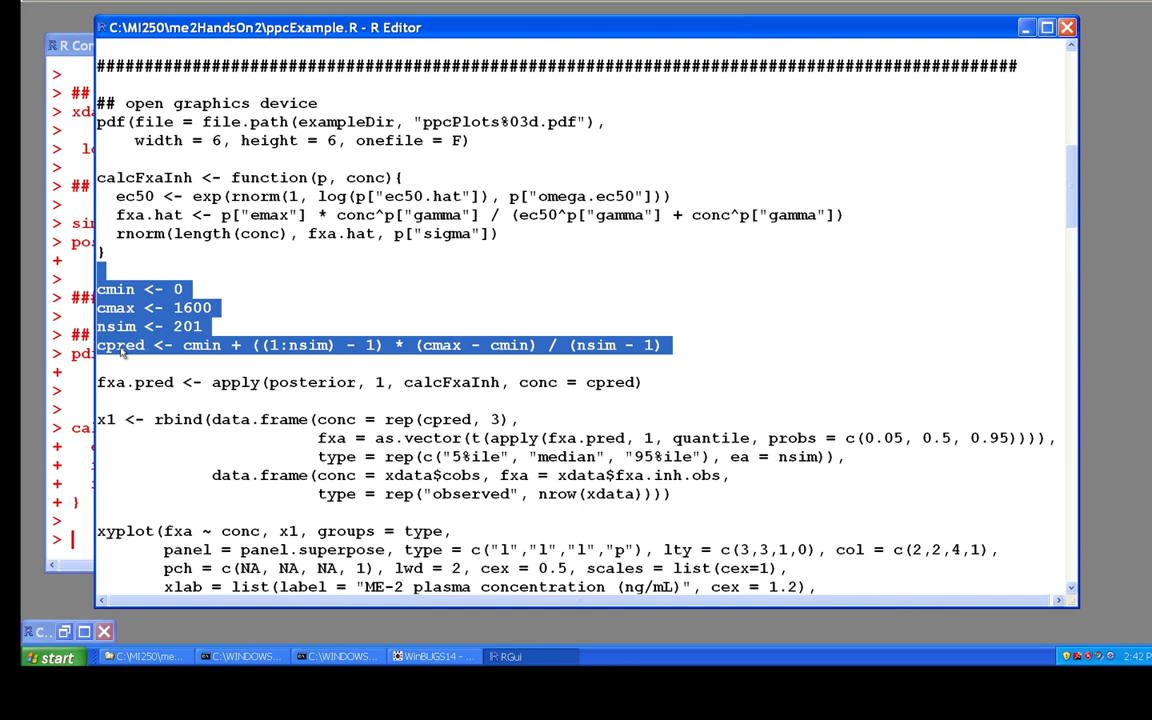 C:\MI250\me2HandsOn2\ppcExample.R - R Editor
R Cor
################################################################################################
## open graphics device
pdf(file = file.path(exampleDir, "ppcPlots%03d.pdf"),
width = 6, height = 6, onefile = F)
calcFxaInh <- function(p, conc){
ec50 <- exp(rnorm(1, log(p["ec50.hat"]), p["omega.ec50"]))
fxa.hat <- p["emax"] * conc^p["gamma"] / (ec50^p["gamma"] + conc^p["gamma"])
rnorm(length(conc), fxa.hat, p["sigma"])
}
cmin <- 0
cmax <- 1600
nsim <- 201
cpred <- cmin + ((1:nsim) - 1) * (cmax - cmin) / (nsim - 1)
fxa.pred <- apply(posterior, 1, calcFxaInh, conc = cpred)
x1 <- rbind(data.frame(conc = rep(cpred, 3),
fxa = as.vector(t(apply(fxa.pred, 1, quantile, probs = c(0.05, 0.5, 0.95)))),
type = rep(c("5%ile", "median", "95%ile"), ea = nsim)),
data.frame(conc = xdata$cobs, fxa = xdata$fxa.inh.obs,
type = rep("observed", nrow(xdata))))
xyplot(fxa ~ conc, x1, groups = type,
panel = panel.superpose, type = c("l","l","l","p"), lty = c(3,3,1,0), col = c(2,2,4,1),
pch = c(NA, NA, NA, 1), lwd = 2, cex = 0.5, scales = list(cex=1),
xlab = list(label = "ME-2 plasma concentration (ng/mL)", cex = 1.2),
>
> ##
xda
>
lo
>
> ##
>
sim
pos
+
>
> ###
>
> ##
pd
+
>
>
ca
+ e
+ f
+
+ }
>
>
C..
start
C:\MI250\me...
C:\WINDOWS...
C:\WINDOWS...
WinBUGS14 - ...
RGui
2:42 P